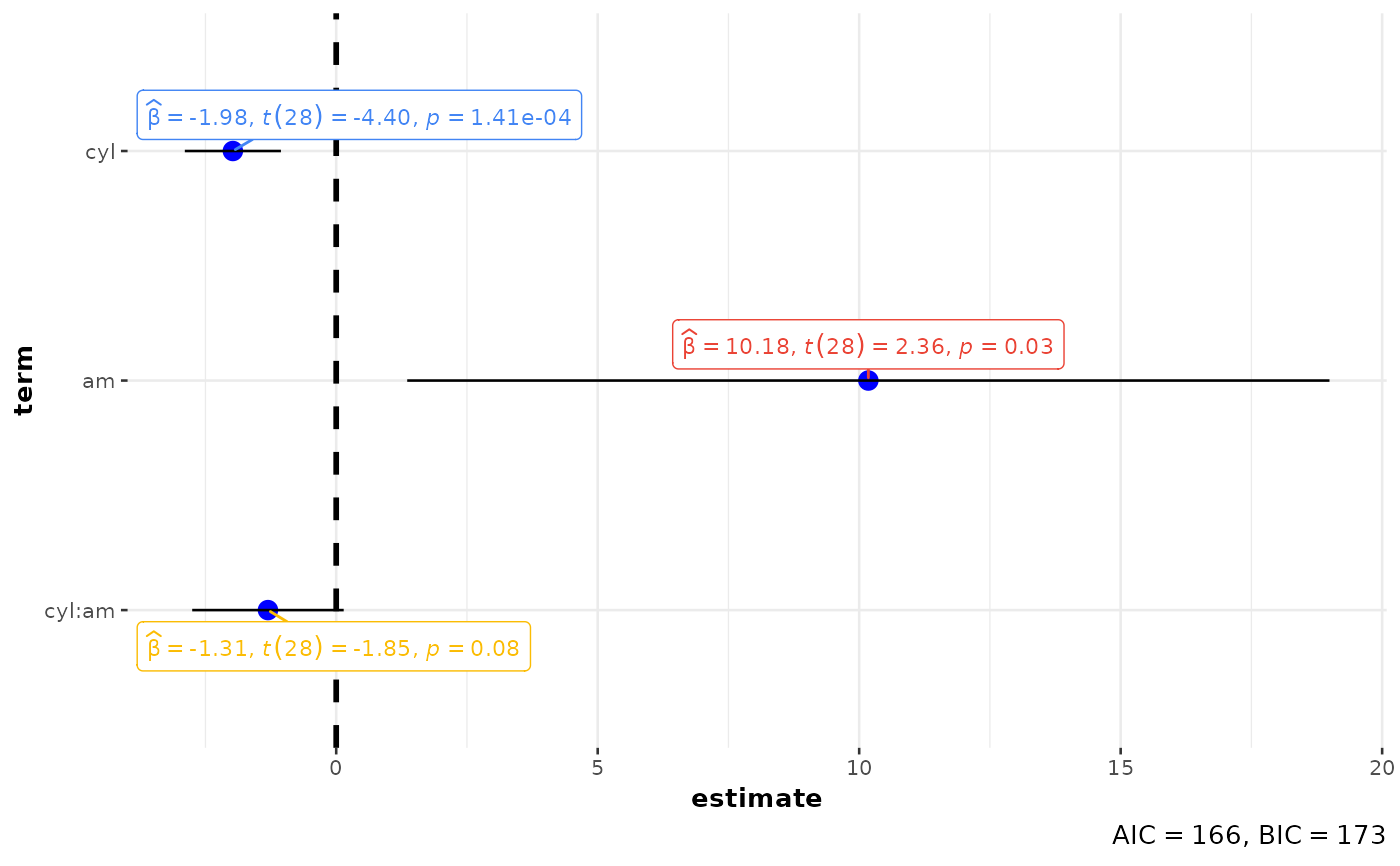 β̂ = -1.98, t(28) = -4.40, p = 1.41e-04
cyl
β̂ = 10.18, t(28) = 2.36, p = 0.03
am
term
cyl:am
β̂ = -1.31, t(28) = -1.85, p = 0.08
0 5 10 15 20
estimate
AIC = 166, BIC = 173